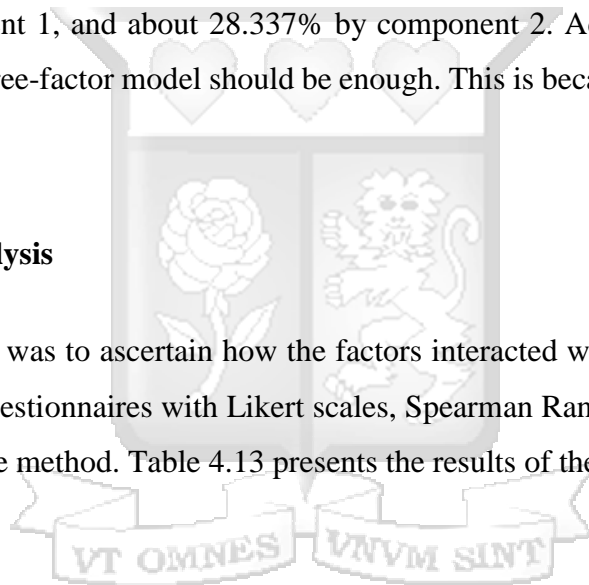 nt 1, and about 28.337% by component 2. A
ree-factor model should be enough. This is beca
lysis
was to ascertain how the factors interacted w
estionnaires with Likert scales, Spearman Ran
e method. Table 4.13 presents the results of the
VT OMNES VNVM SINT